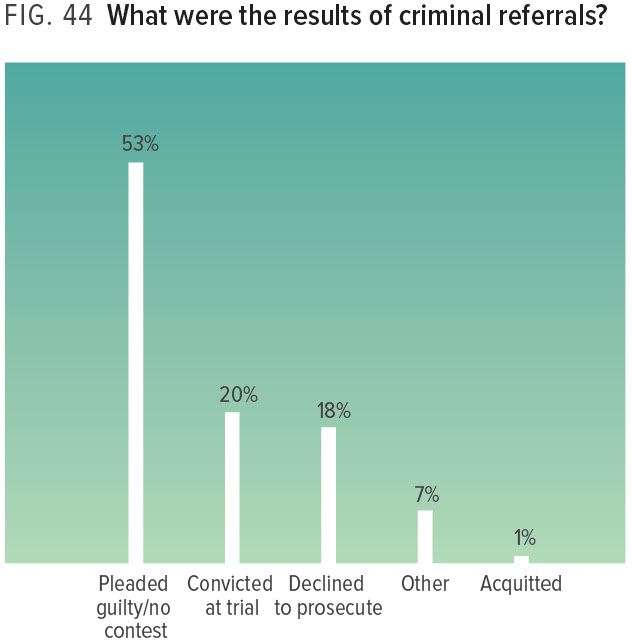 FIG. 44 What were the results of criminal referrals?
53%
20%
18%
7%
1%
Pleaded
guilty/no
contest
Convicted
at trial
Declined
to prosecute
Other
Acquitted